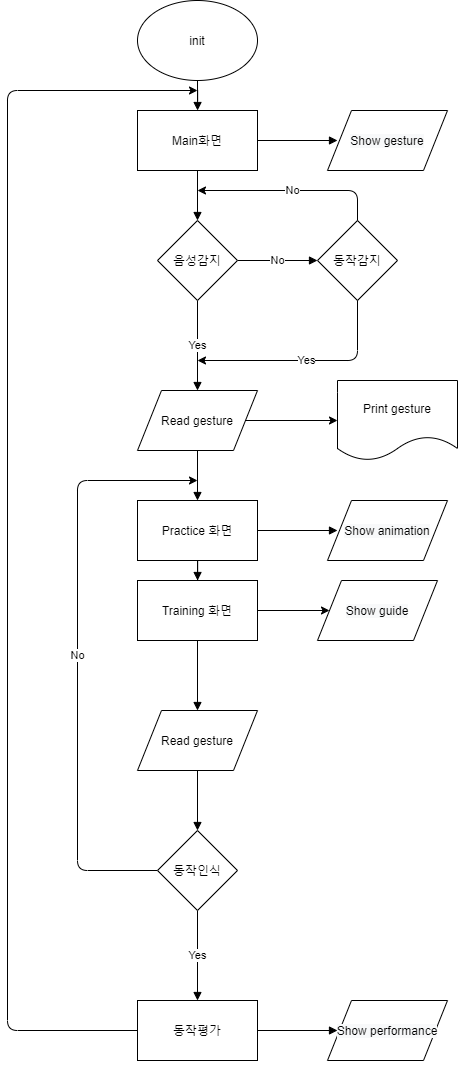 init
Main화면
Show gesture
No
음성감지
No
동작감지
Yes
Yes
Read gesture
Print gesture
Practice 화면
Show animation
Training 화면
Show guide
No
Read gesture
동작인식
Yes
동작평가
Show performance